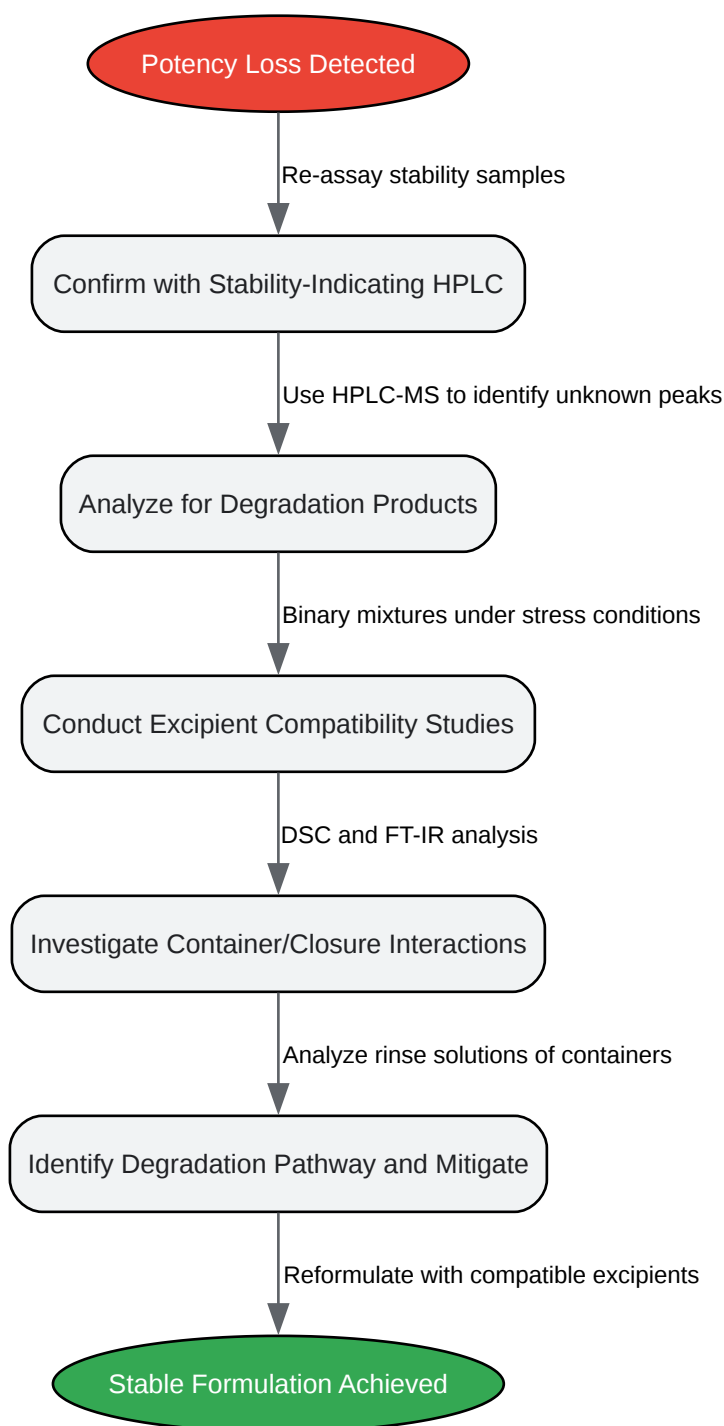 Potency Loss Detected
Re-assay stability samples
Confirm with Stability-Indicating HPLC
Use HPLC-MS to identify unknown peaks
Analyze for Degradation Products
Binary mixtures under stress conditions
Conduct Excipient Compatibility Studies
DSC and FT-IR analysis
Investigate Container/Closure Interactions
Analyze rinse solutions of containers
Identify Degradation Pathway and Mitigate
Reformulate with compatible excipients
Stable Formulation Achieved